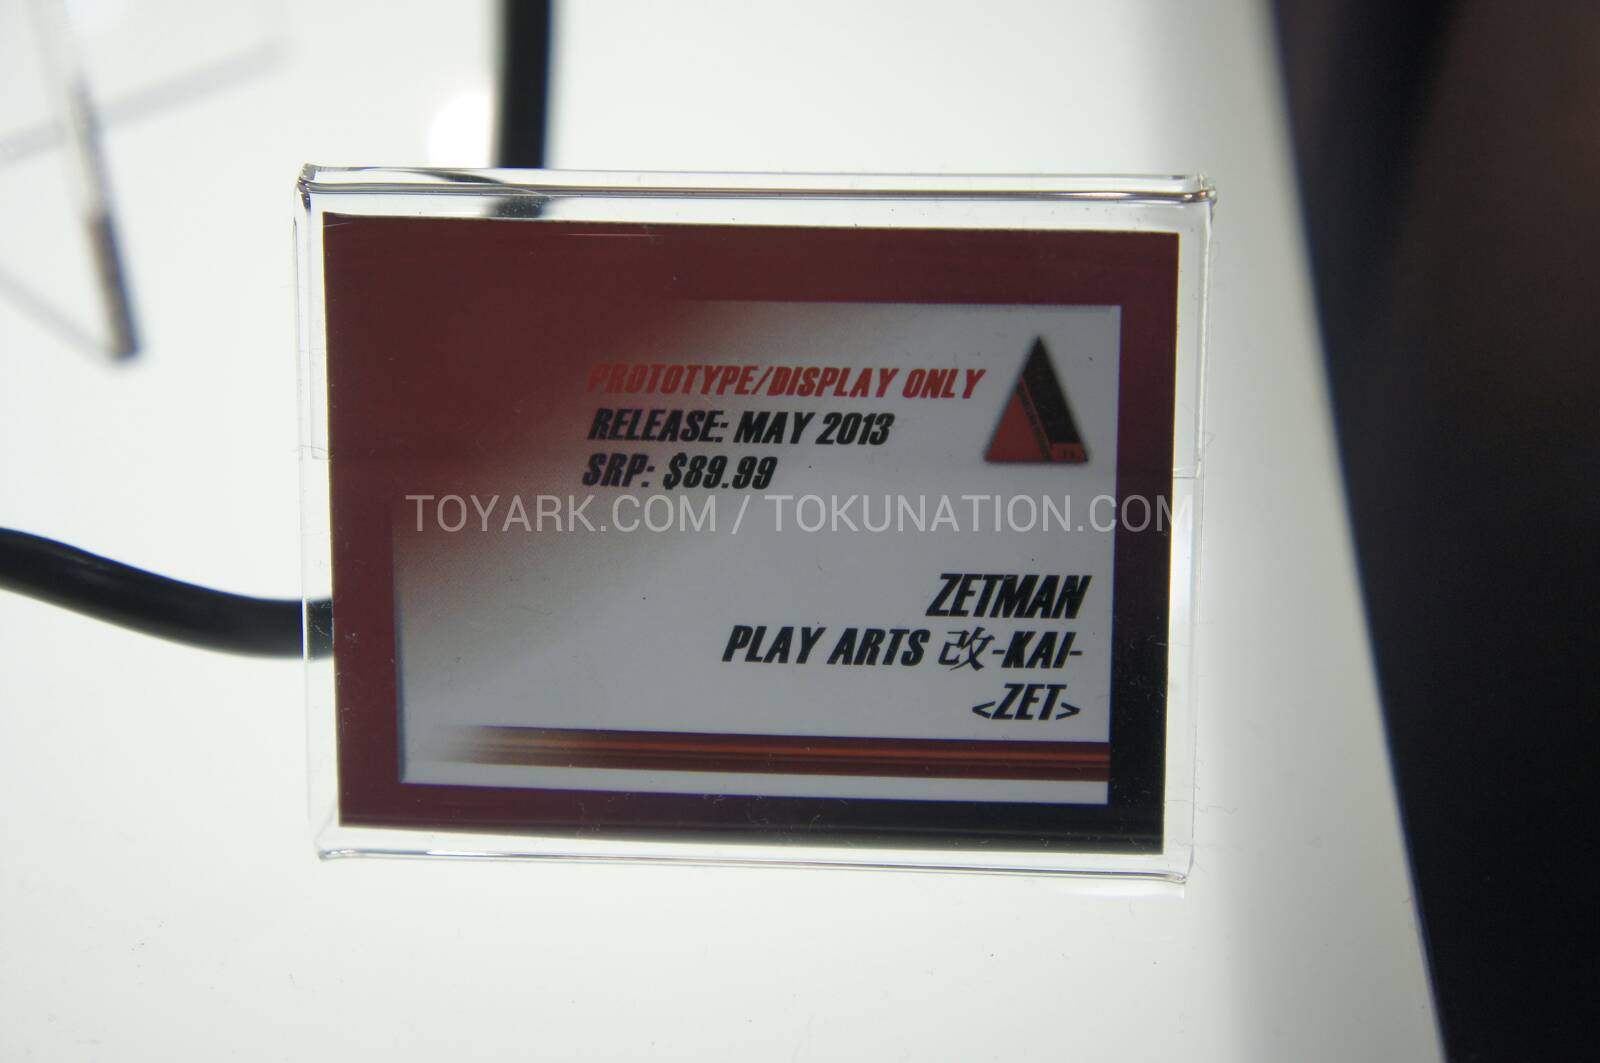 PROTOTYPE/DISPLAY ONLY
RELEASE: MAY 2013
SRP: $89.99
TOYARK.COM / TOKUNATION.COM
ZETMAN
PLAY ARTS 改-KAI-
<ZET>